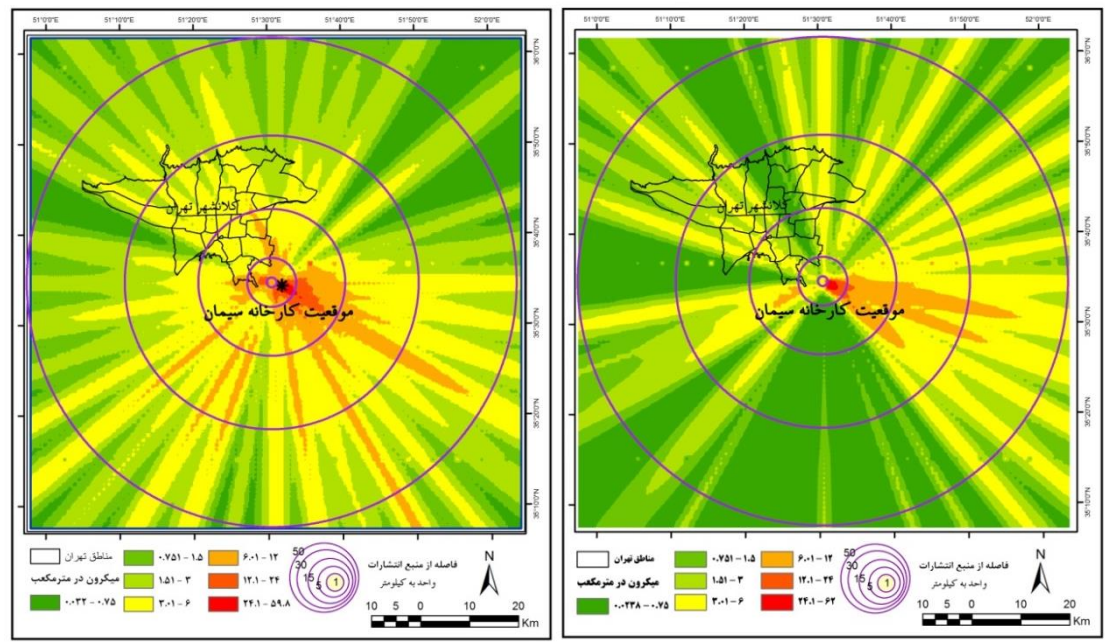 51°0'0"E 51°10'0"E 51°20'0"E 51°30'0"E 51°40'0"E 51°50'0"E 52°0'0"E
36°0'0"N
35°50'0"N
35°40'0"N
35°30'0"N
35°20'0"N
35°10'0"N
کلانشهر تهران
موقعیت کارخانه سیمان
مناطق تهران
میکرون در مترمکعب
۰.۰۳۲ - ۰.۷۵
۰.۷۵۱ - ۱.۵
۱.۵۱ - ۳
۳.۰۱ - ۶
۶.۰۱ - ۱۲
۱۲.۱ - ۲۴
۲۴.۱ - ۵۹.۸
50
30
15
5
1
فاصله از منبع انتشارات
واحد به کیلومتر
N
10 5 0 10 20
Km
51°0'0"E 51°10'0"E 51°20'0"E 51°30'0"E 51°40'0"E 51°50'0"E 52°0'0"E
36°0'0"N
35°50'0"N
35°40'0"N
35°30'0"N
35°20'0"N
35°10'0"N
کلانشهر تهران
موقعیت کارخانه سیمان
مناطق تهران
میکرون در مترمکعب
۰.۰۲۳۸ - ۰.۷۵
۰.۷۵۱ - ۱.۵
۱.۵۱ - ۳
۳.۰۱ - ۶
۶.۰۱ - ۱۲
۱۲.۱ - ۲۴
۲۴.۱ - ۶۲
50
30
15
5
1
فاصله از منبع انتشارات
واحد به کیلومتر
N
10 5 0 10 20
Km